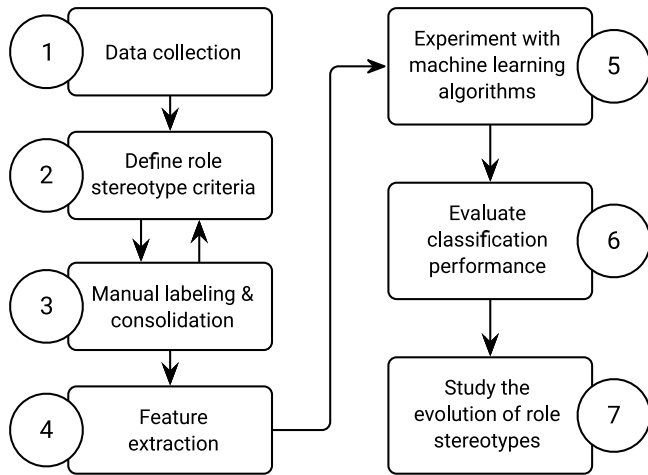 1
Data collection
2
Define role
stereotype criteria
3
Manual labeling &
consolidation
4
Feature
extraction
Experiment with
machine learning
algorithms
5
Evaluate
classification
performance
6
Study the
evolution of role
stereotypes
7